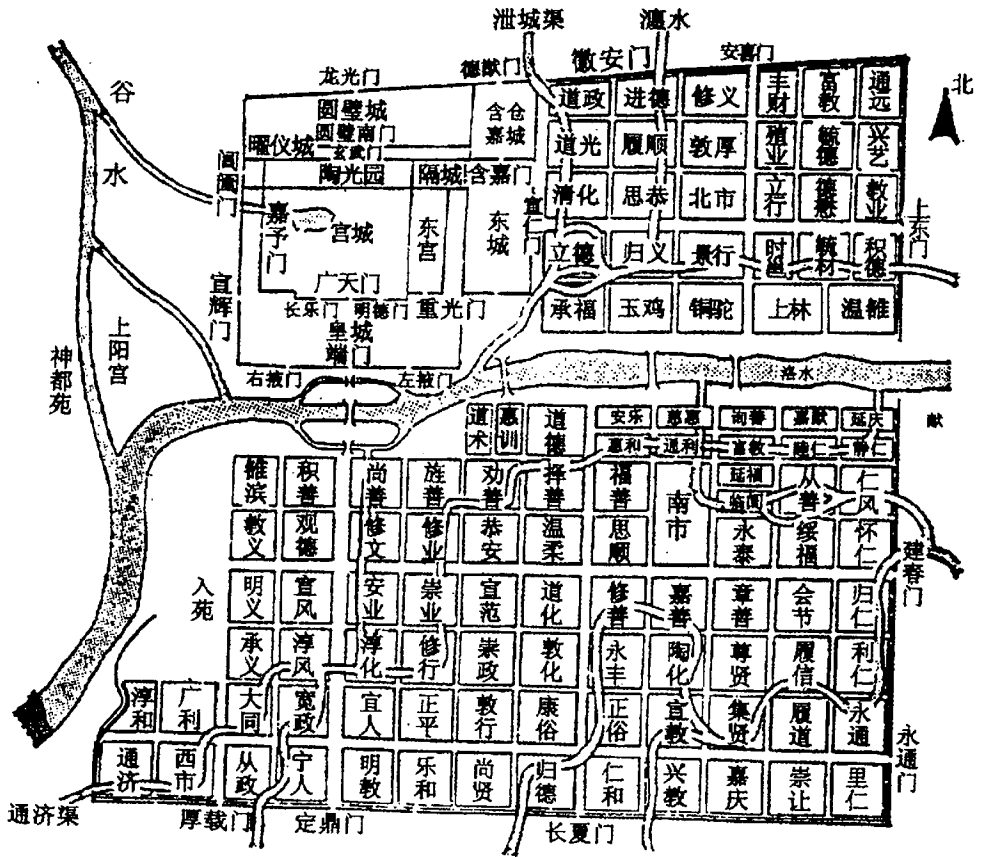 泄城渠 瀍水
德猷门 徽安门 安喜门
龙光门
谷水
北
圆璧城
圆璧南门
曜仪城
玄武门
含仓嘉城
阊阖门
陶光园
隔城 含嘉门
嘉予门
宫城
东宫
东城
宣仁门
广天门
宣辉门
长乐门 明德门 重光门
皇城
端门
右掖门 左掖门
上阳宫
神都苑
道政 进德 修义 丰财 富教 通远
道光 履顺 敦厚 殖业 毓德 兴艺
清化 思恭 北市 立行 德懋 教业
上东门
立德 归义 景行 时邕 毓材 积德
承福 玉鸡 铜驼 上林 温雒
洛水
道术 惠训 道德 安乐 慈惠 询善 嘉猷 延庆
献
惠和 通利 富教 睦仁 静仁
雒滨 积善 尚善 旌善 劝善 择善 福善 南市 延福 从善 仁风
临阛
教义 观德 修文 修业 恭安 温柔 思顺 永泰 绥福 怀仁
建春门
入苑
明义 宣风 安业 崇业 宣范 道化 修善 嘉善 章善 会节 归仁
承义 淳风 淳化 修行 崇政 敦化 永丰 陶化 尊贤 履信 利仁
淳和 广利 大同 宽政 宜人 正平 敦行 康俗 正俗 宣教 集贤 履道 永通
永通门
通济 西市 从政 宁人 明教 乐和 尚贤 归德 仁和 兴教 嘉庆 崇让 里仁
通济渠
厚载门 定鼎门 长夏门